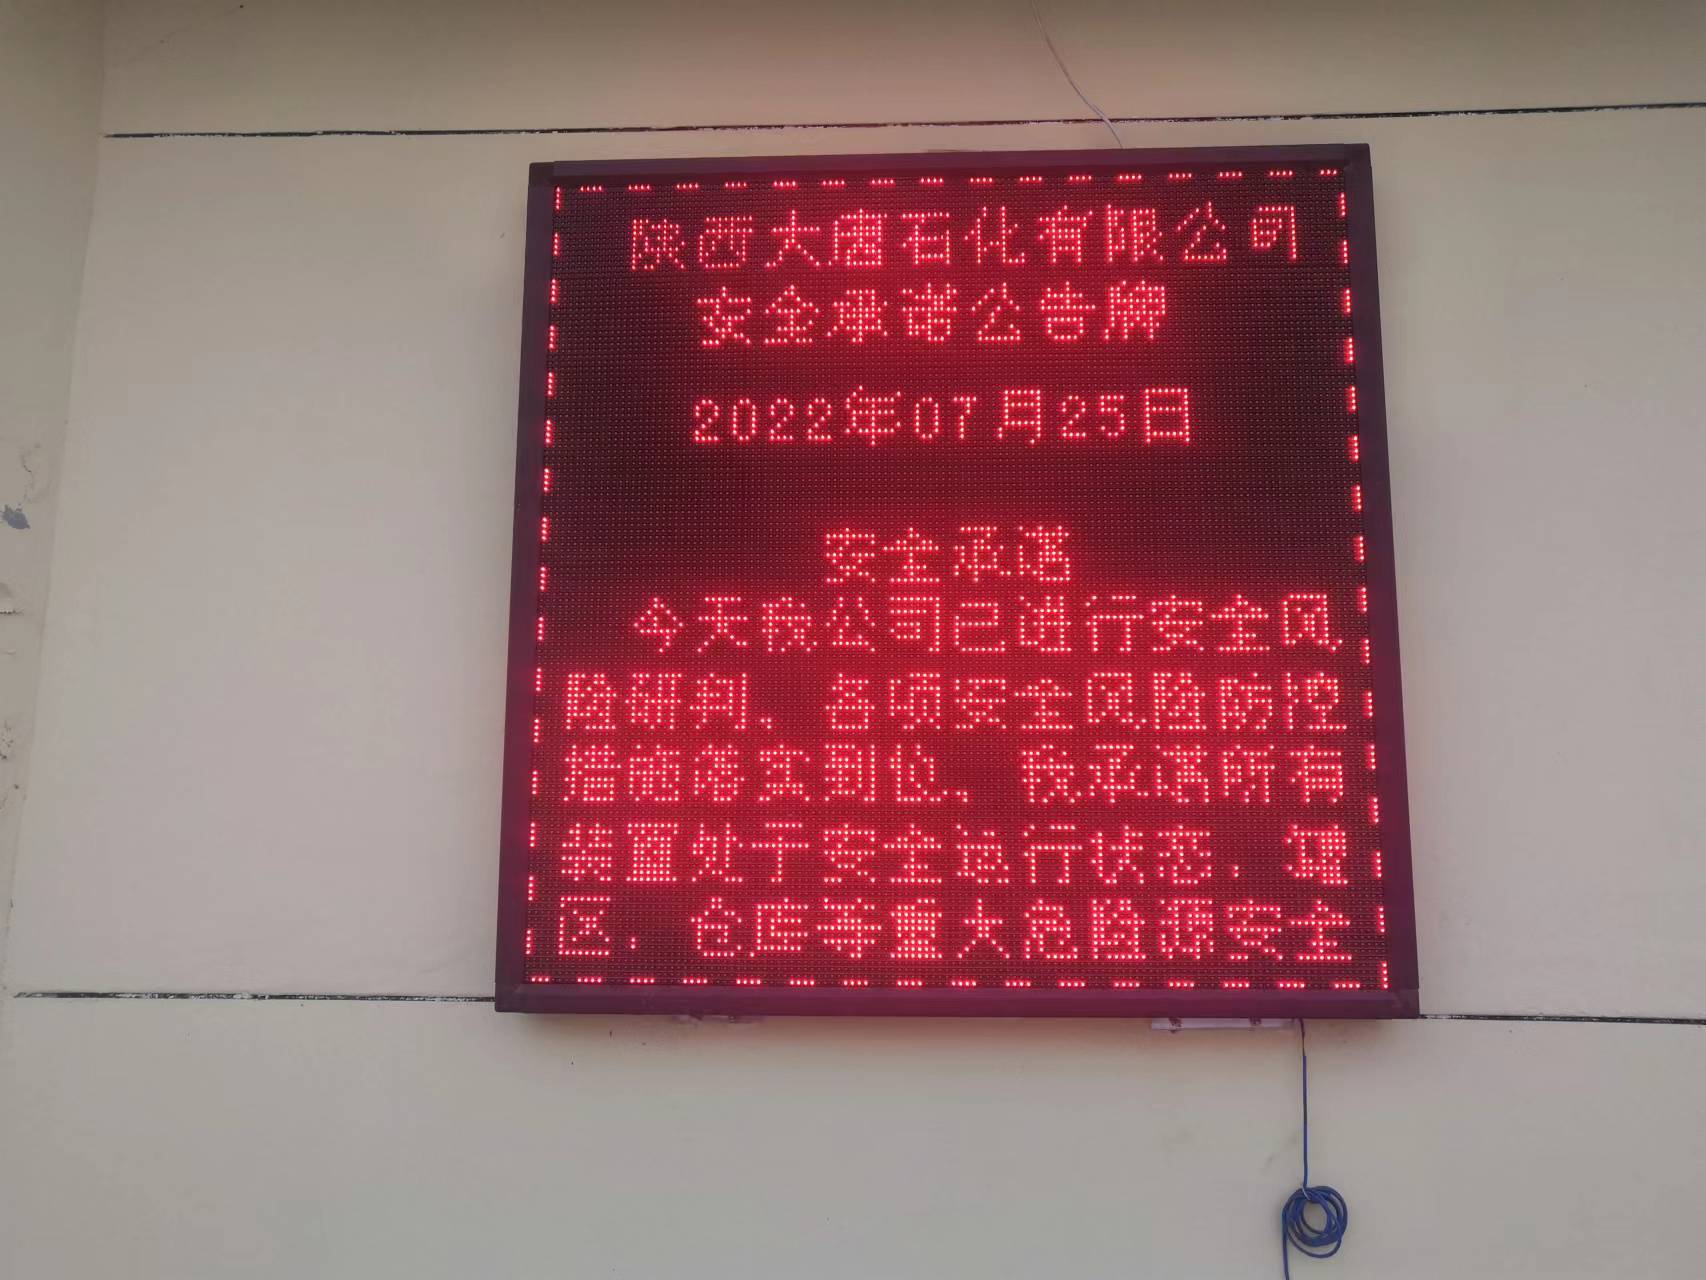 陕西大唐石化有限公司
安全承诺公告牌
2022年07月25日
安全承诺
今天我公司已进行安全风
险研判，各项安全风险防控
措施落实到位，我承诺所有
装置处于安全运行状态，罐
区，仓库等重大危险源安全